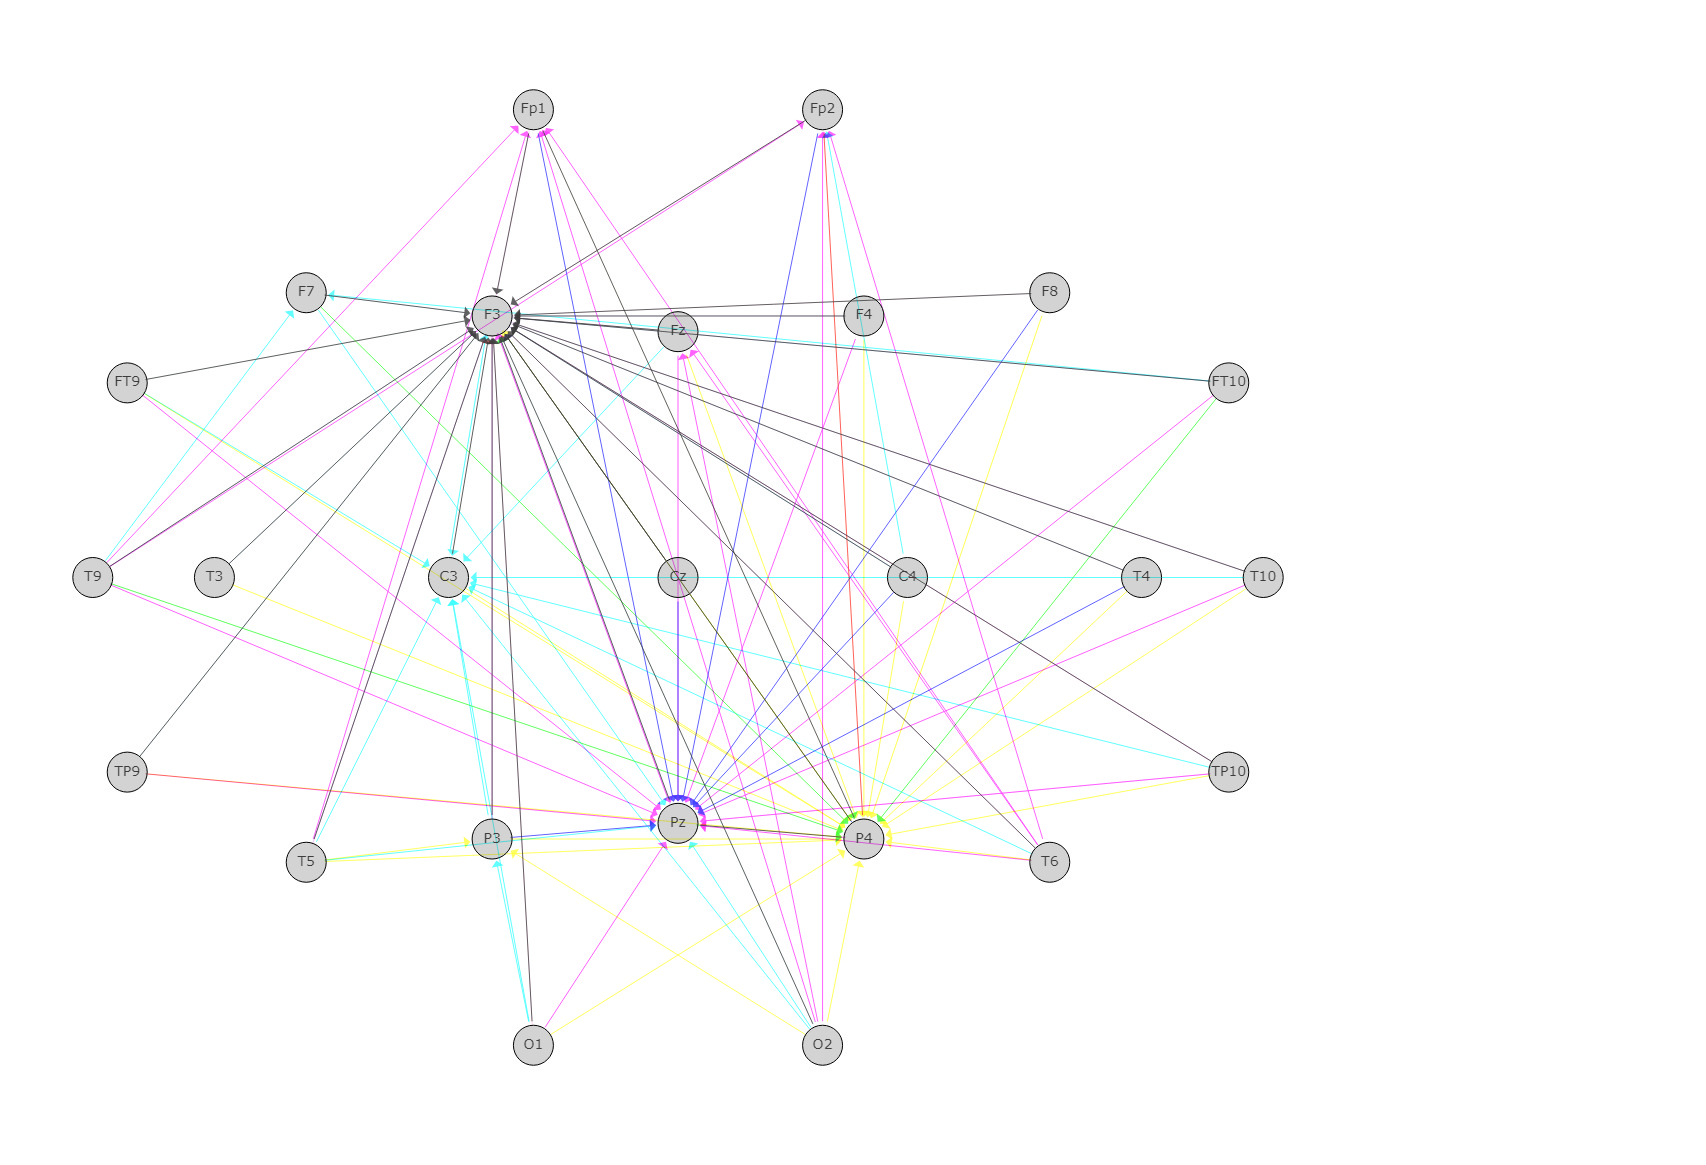 Fp1 Fp2
F7 F3 Fz F4 F8
FT9 FT10
T9 T3 C3 Cz C4 T4 T10
TP9 TP10
T5 P3 Pz P4 T6
O1 O2